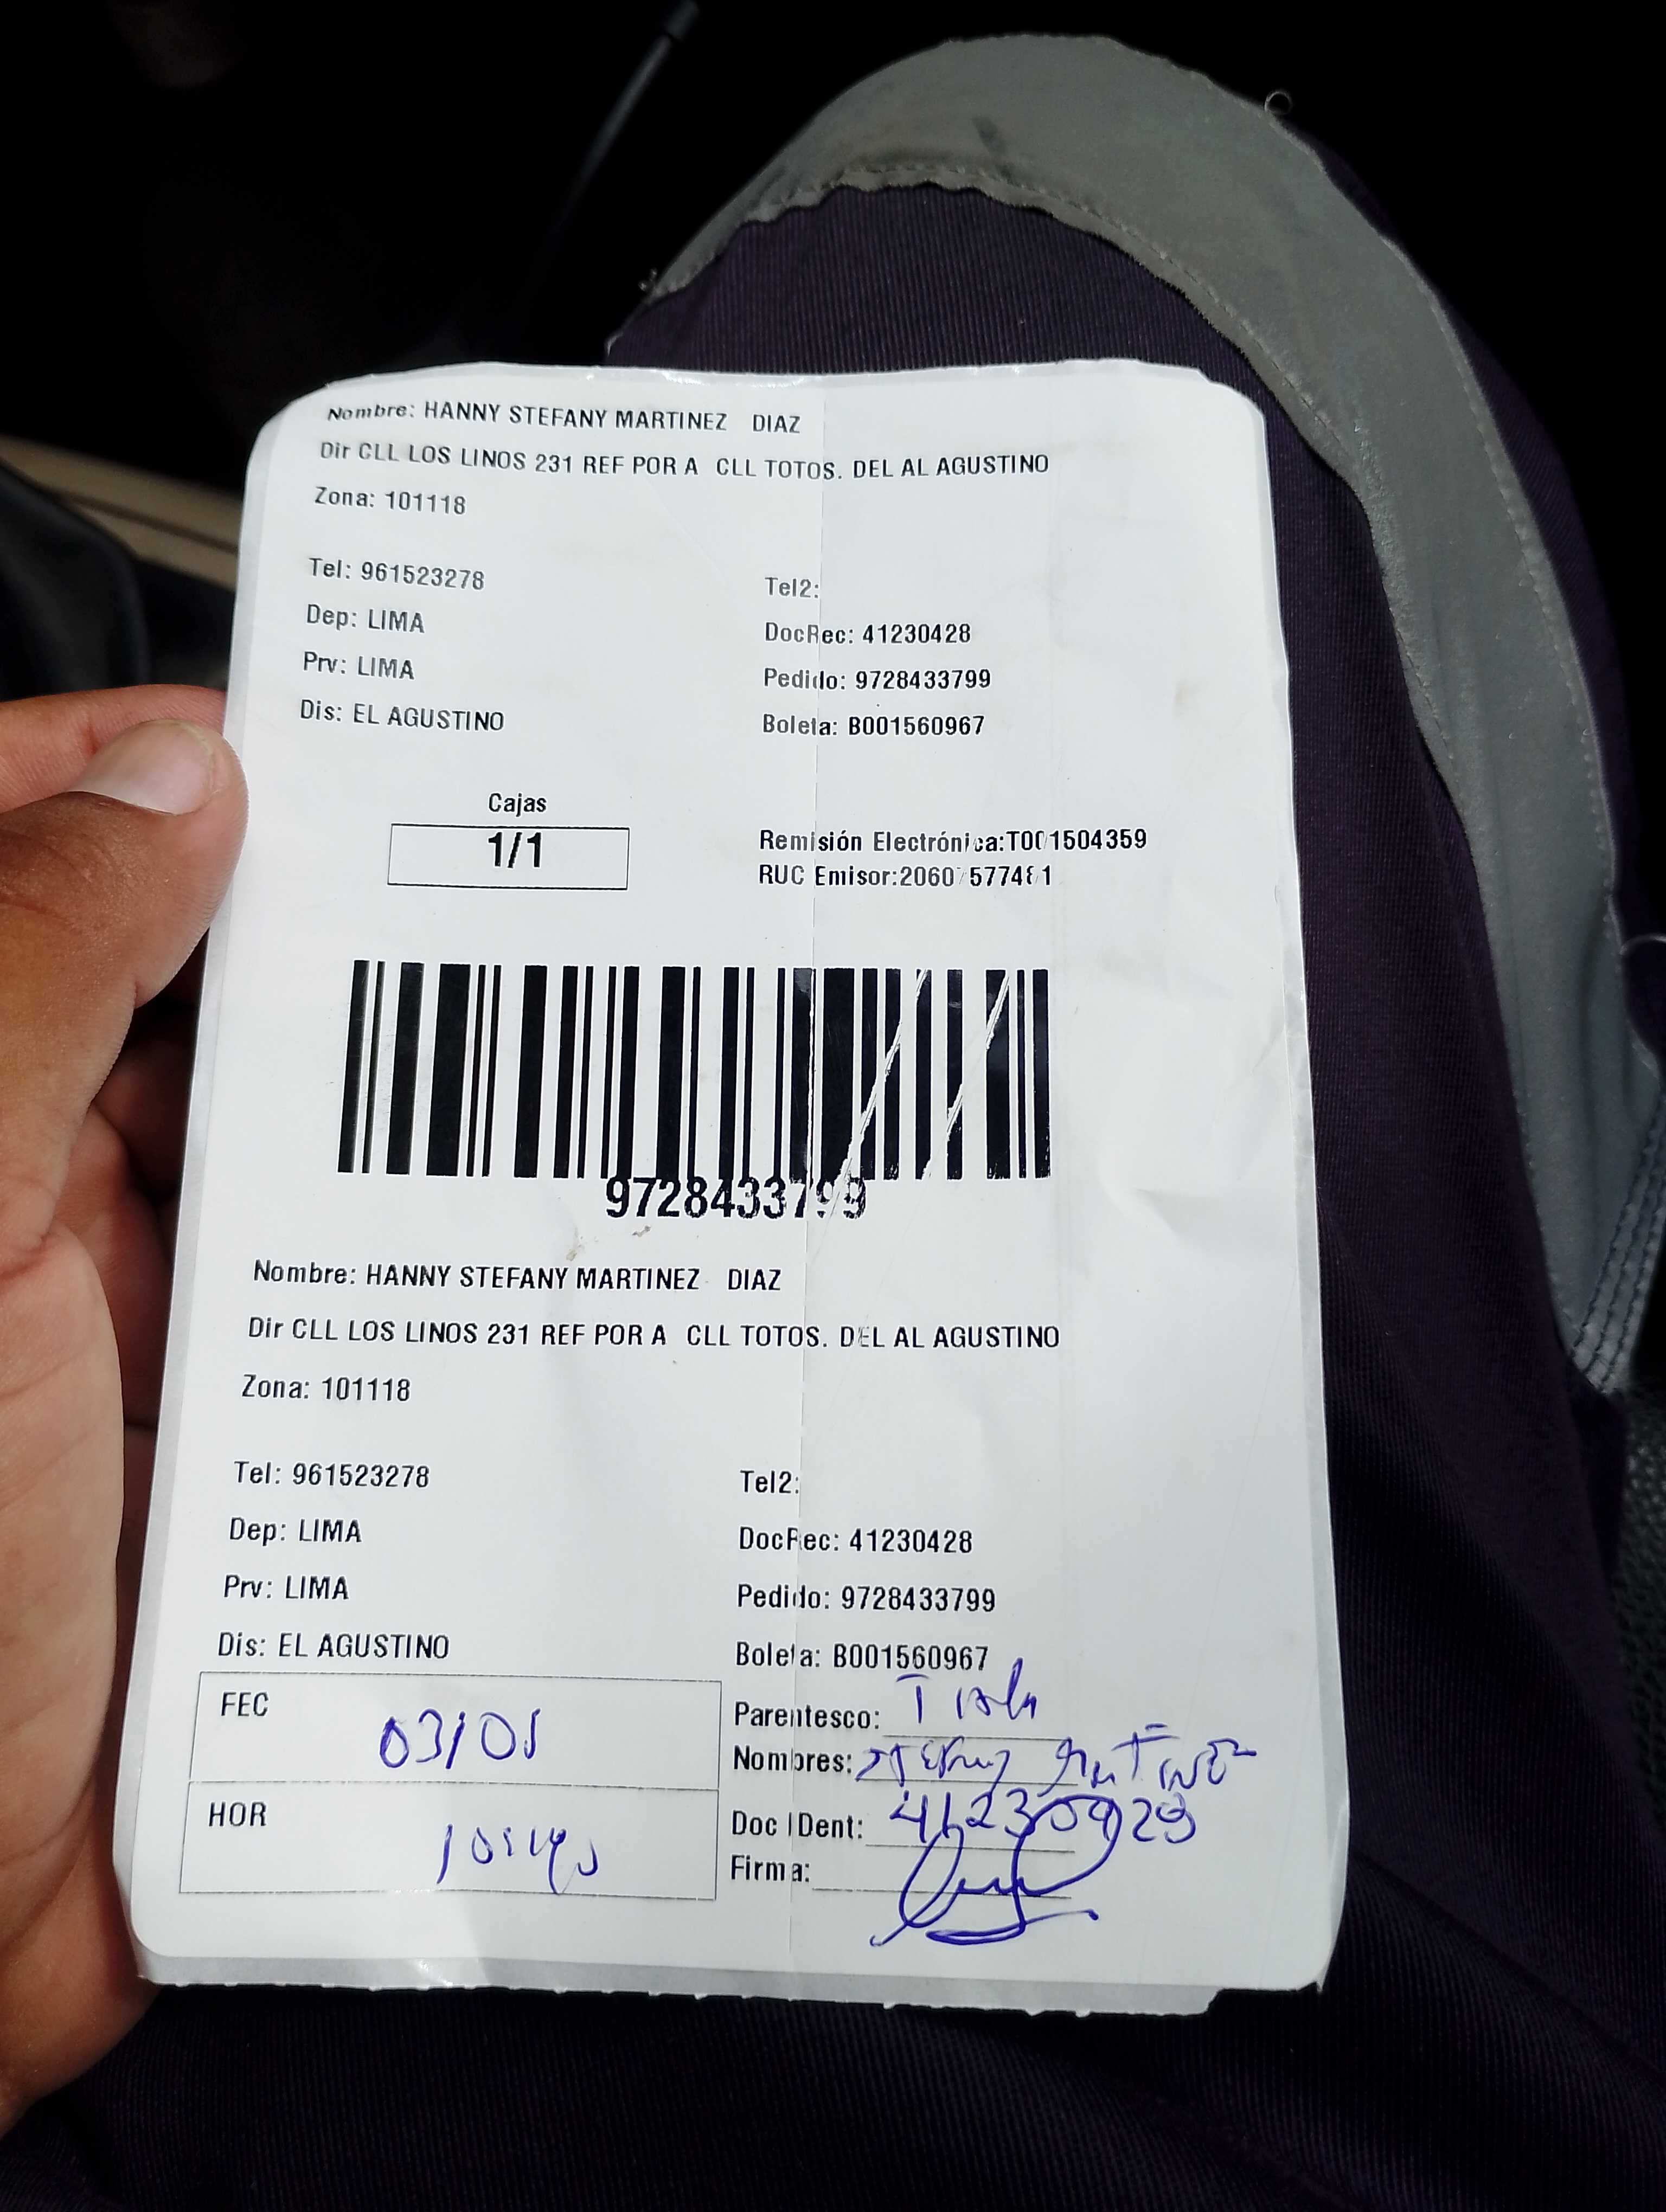 Nombre: HANNY STEFANY MARTINEZ DIAZ
Dir CLL LOS LINOS 231 REF POR A CLL TOTOS. DEL AL AGUSTINO
Zona: 101118
Tel: 961523278 Tel2:
Dep: LIMA DocRec: 41230428
Prv: LIMA Pedido: 9728433799
Dis: EL AGUSTINO Boleta: B001560967
Cajas
1/1
Remisión Electrónica:T001504359
RUC Emisor:
9728433799
Nombre: HANNY STEFANY MARTINEZ DIAZ
Dir CLL LOS LINOS 231 REF POR A CLL TOTOS. DEL AL AGUSTINO
Zona: 101118
Tel: 961523278 Tel2:
Dep: LIMA DocRec: 41230428
Prv: LIMA Pedido: 9728433799
Dis: EL AGUSTINO Boleta: B001560967
FEC 03/05
Parentesco:
Nombres:
HOR
Doc IDent:
Firma: